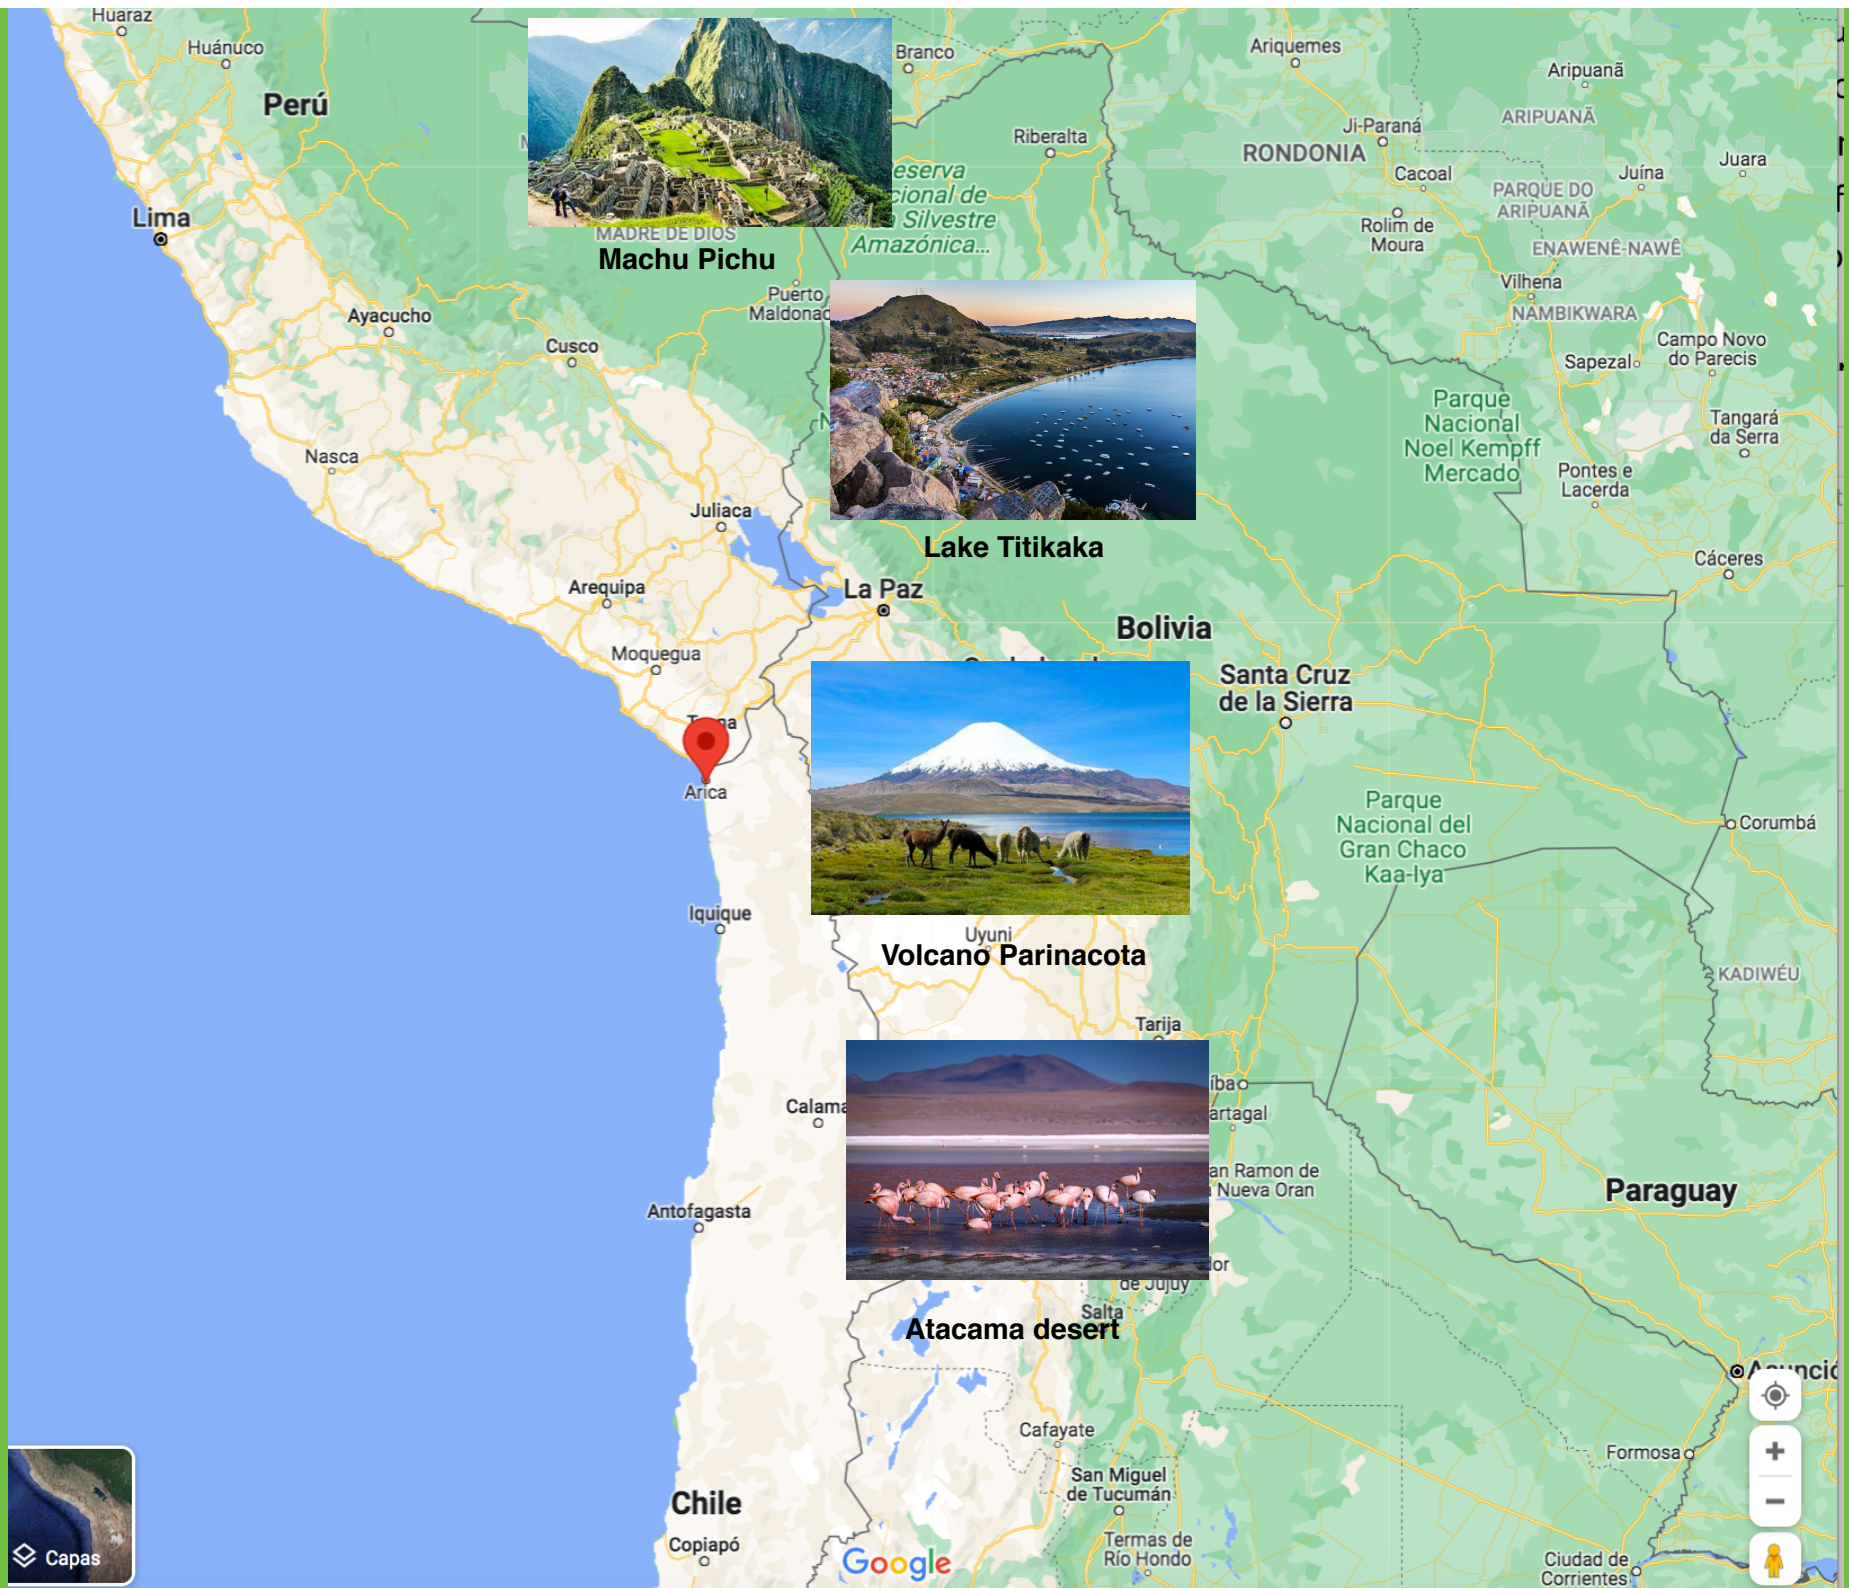 Huaraz
Huánuco
Perú
Lima
Branco
Ariquemes
Aripuanã
ARIPUANÃ
Riberalta
Ji-Paraná
RONDONIA
Cacoal
Juína
Juara
PARQUE DO
ARIPUANÃ
Rolim de
Moura
ENAWENÊ-NAWÊ
Silvestre
Amazónica...
MADRE DE DIOS
Machu Pichu
Puerto
Vilhena
NAMBIKWARA
Ayacucho
Cusco
Sapezal
Campo Novo
do Parecis
Parque
Nacional
Noel Kempff
Mercado
Tangará
da Serra
Nasca
Pontes e
Lacerda
Juliaca
Lake Titikaka
Cáceres
Arequipa
La Paz
Bolivia
Moquegua
Santa Cruz
de la Sierra
Arica
Parque
Nacional del
Gran Chaco
Kaa-Iya
Corumbá
Iquique
Uyuni
Volcano Parinacota
KADIWÉU
Tarija
Calama
Antofagasta
Ramon de
Nueva Oran
Paraguay
de Jujuy
Salta
Atacama desert
Cafayate
Formosa
San Miguel
de Tucumán
Chile
Copiapó
Termas de
Río Hondo
Ciudad de
Corrientes
Capas
Google